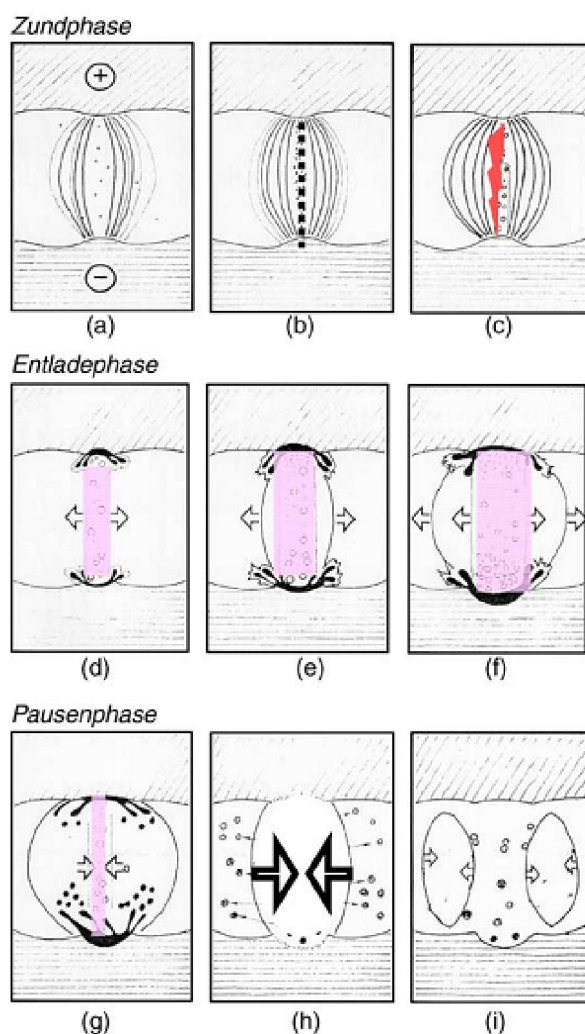 Zundphase
+
−
(a) (b) (c)
Entladephase
(d) (e) (f)
Pausenphase
(g) (h) (i)